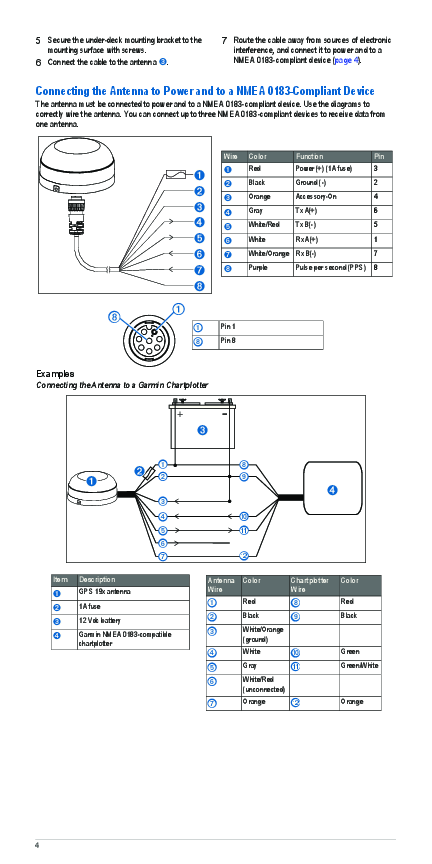 5 Secure the under-deck mounting bracket to the
mounting surface with screws.
6 Connect the cable to the antenna ❸.
7 Route the cable away from sources of electronic
interference, and connect it to power and to a
NMEA 0183-compliant device (page 4).
Connecting the Antenna to Power and to a NMEA 0183-Compliant Device
The antenna must be connected to power and to a NMEA 0183-compliant device. Use the diagrams to
correctly wire the antenna. You can connect up to three NMEA 0183-compliant devices to receive data from
one antenna.
❶
❷
❸
❹
❺
❻
❼
❽
Wire Color Function Pin
❶ Red Power (+) (1A fuse) 3
❷ Black Ground (-) 2
❸ Orange Accessory-On 4
❹ Gray Tx A(+) 6
❺ White/Red Tx B(-) 5
❻ White Rx A(+) 1
❼ White/Orange Rx B(-) 7
❽ Purple Pulse per second (PPS) 8
⑧ ①
① Pin 1
⑧ Pin 8
Examples
Connecting the Antenna to a Garmin Chartplotter
+ -
❸
❶ ❷ ❹
① ⑧
② ⑨
③
④ ⑩
⑤ ⑪
⑥
⑦ ⑫
Item Description
❶ GPS 19x antenna
❷ 1A fuse
❸ 12 Vdc battery
❹ Garmin NMEA 0183-compatible
chartplotter
Antenna Color Chartplotter Color
Wire Wire
① Red ⑧ Red
② Black ⑨ Black
③ White/Orange
(ground)
④ White ⑩ Green
⑤ Gray ⑪ Green/White
⑥ White/Red
(unconnected)
⑦ Orange ⑫ Orange
4